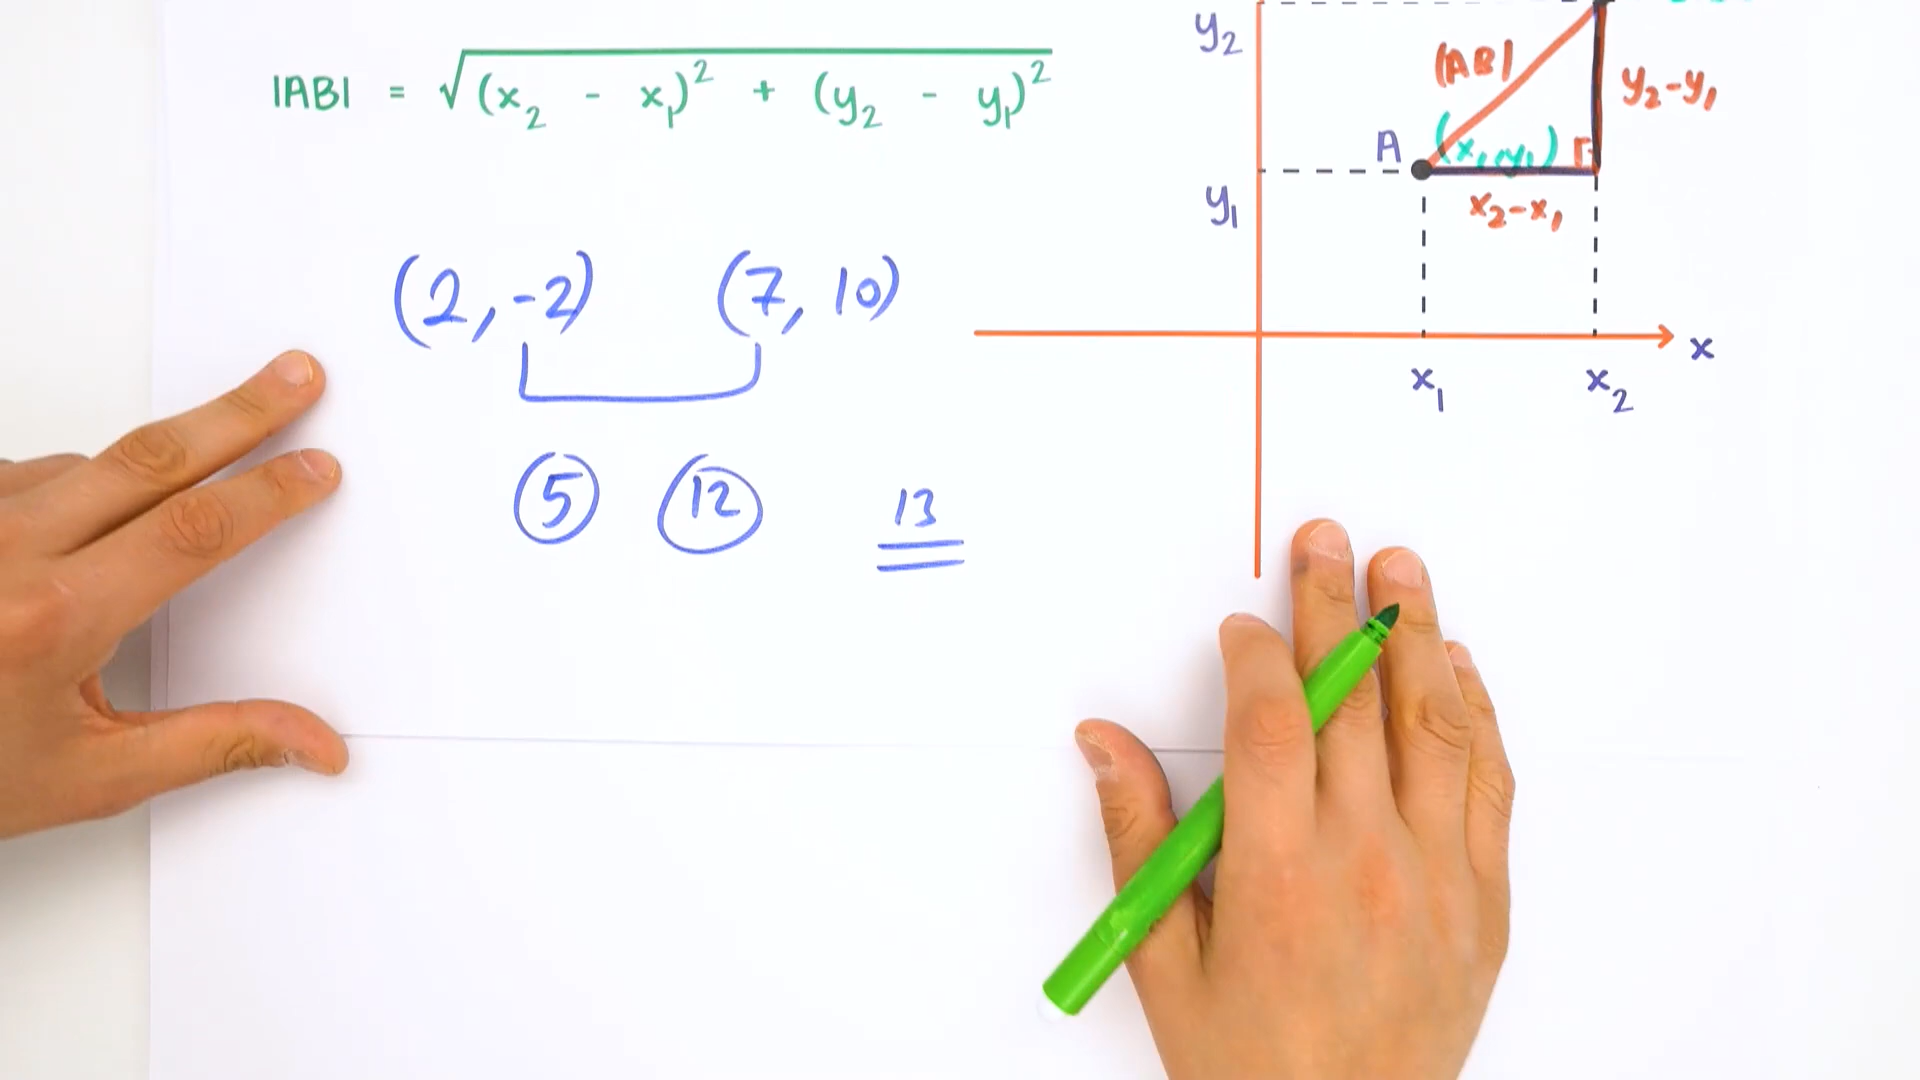 |AB| = √(x₂ - x₁)² + (y₂ - y₁)²
(2, -2) (7, 10)
5 12 13
y₂
|AB|
y₂-y₁
A (x₁, y₁)
y₁
x₂-x₁
x
x₁ x₂